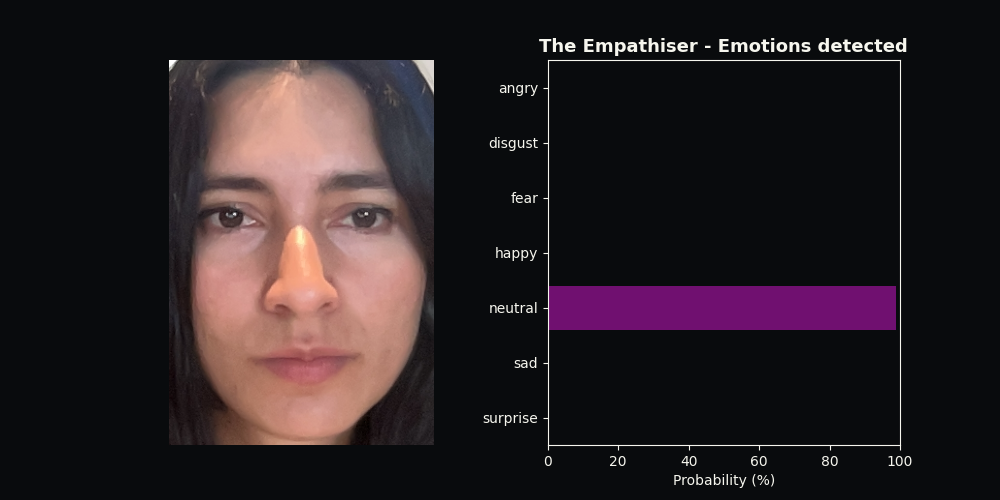 The Empathiser - Emotions detected
angry
disgust
fear
happy
neutral
sad
surprise
0 20 40 60 80 100
Probability (%)